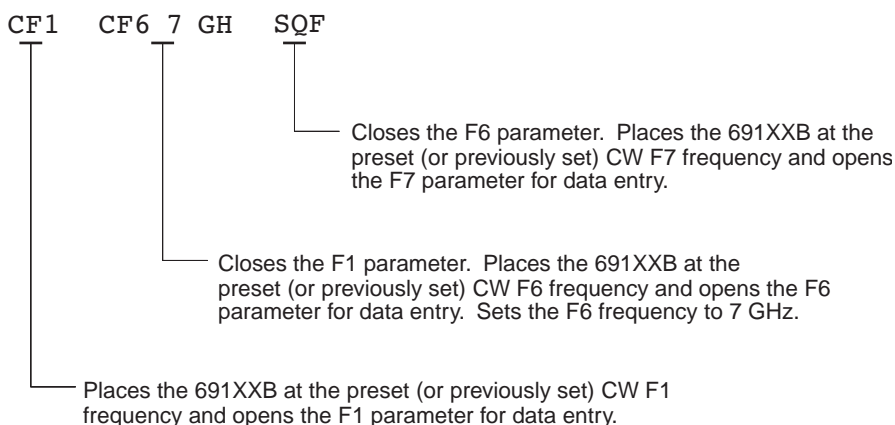 CF1 CF6 7 GH SQF
Closes the F6 parameter. Places the 691XXB at the
preset (or previously set) CW F7 frequency and opens
the F7 parameter for data entry.
Closes the F1 parameter. Places the 691XXB at the
preset (or previously set) CW F6 frequency and opens the F6
parameter for data entry. Sets the F6 frequency to 7 GHz.
Places the 691XXB at the preset (or previously set) CW F1
frequency and opens the F1 parameter for data entry.